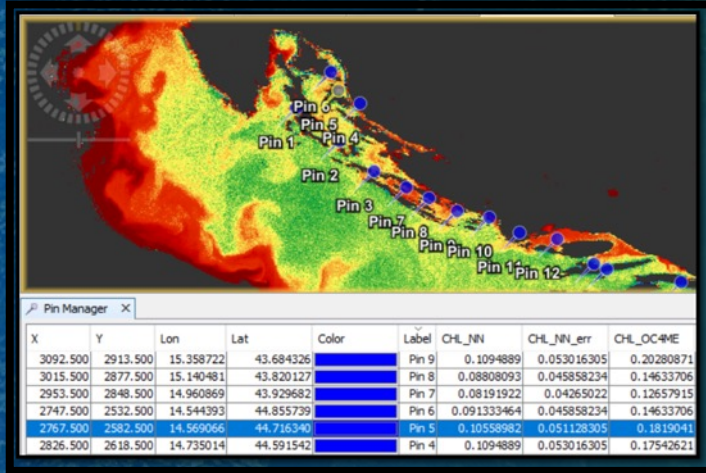 Pin 6
Pin 5
Pin 1
Pin 4
Pin 2
Pin 3
Pin 7
Pin 8
Pin 9
Pin 10
Pin 11
Pin 12
Pin Manager X
X Y Lon Lat Color Label CHL_NN CHL_NN_err CHL_OC4ME
3092.500 2913.500 15.358722 43.684326 Pin 9 0.1094889 0.053016305 0.20280871
3015.500 2877.500 15.140481 43.820127 Pin 8 0.08808093 0.045858234 0.14633706
2953.500 2848.500 14.960869 43.929682 Pin 7 0.08191922 0.04265022 0.12657915
2747.500 2532.500 14.544393 44.855739 Pin 6 0.091333464 0.045858234 0.14633706
2767.500 2582.500 14.569066 44.716340 Pin 5 0.10558982 0.051128305 0.1819041
2826.500 2618.500 14.735014 44.591542 Pin 4 0.1094889 0.053016305 0.17542621